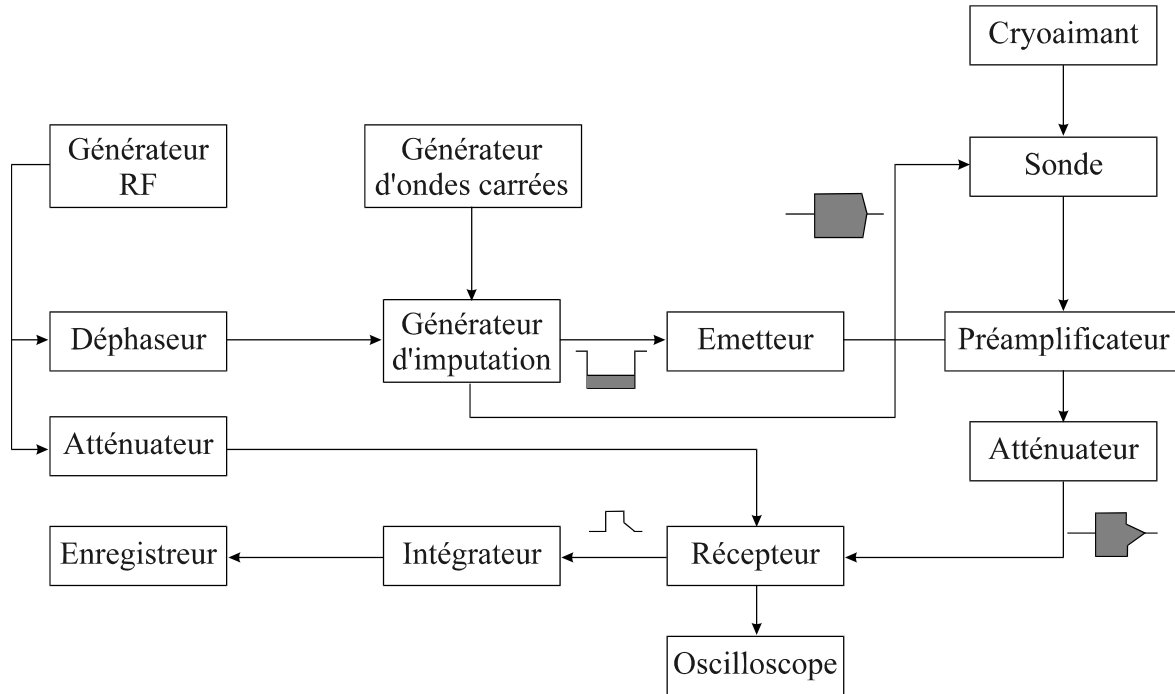 Cryoaimant
Générateur
RF
Générateur
d'ondes carrées
Sonde
Déphaseur
Générateur
d'imputation
Emetteur
Préamplificateur
Atténuateur
Atténuateur
Enregistreur
Intégrateur
Récepteur
Oscilloscope